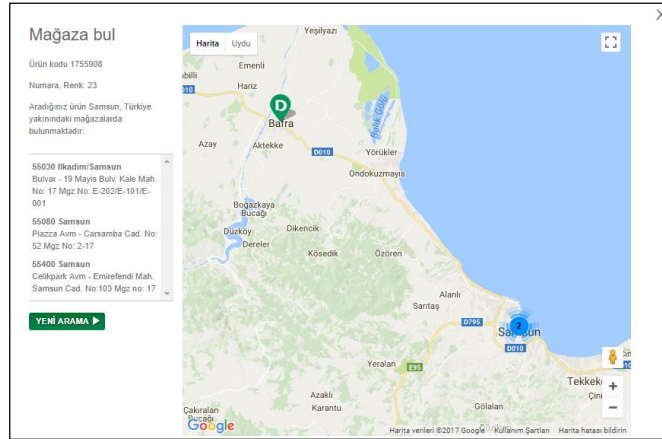 Mağaza bul
Ürün kodu 1755908
Numara, Renk: 23
Aradığınız ürün Samsun, Türkiye
yakınındaki mağazalarda
bulunmaktadır:
55030 Ilkadim/Samsun
Bulvar - 19 Mayis Bulv. Kale Mah.
No: 17 Mgz No: E-202/E-101/E-
001
55080 Samsun
Piazza Avm - Carsamba Cad. No:
52 Mgz No: 2-17
55400 Samsun
Celikpark Avm - Emirefendi Mah.
Samsun Cad. No:103 Mgz no: 17
YENİ ARAMA
Harita Uydu
Yeşilyazı
Emenli
Hariz
D
Bafra
Balık Gölü
Azay
Aktekke
D010
Yörükler
Ondokuzmayıs
Boğazkaya
Bucağı
Düzköy
Dikencik
Dereler
Kösedik
Özören
Alanlı
Sarıtaş
D795
2
Samsun
D010
Yeralan
E95
Tekkek
Azaklı
Çini
Karantu
Gölalan
Çakıralan
Bucağı
Google
Harita verileri ©2017 Google
Kullanım Şartları
Harita hatası bildirin